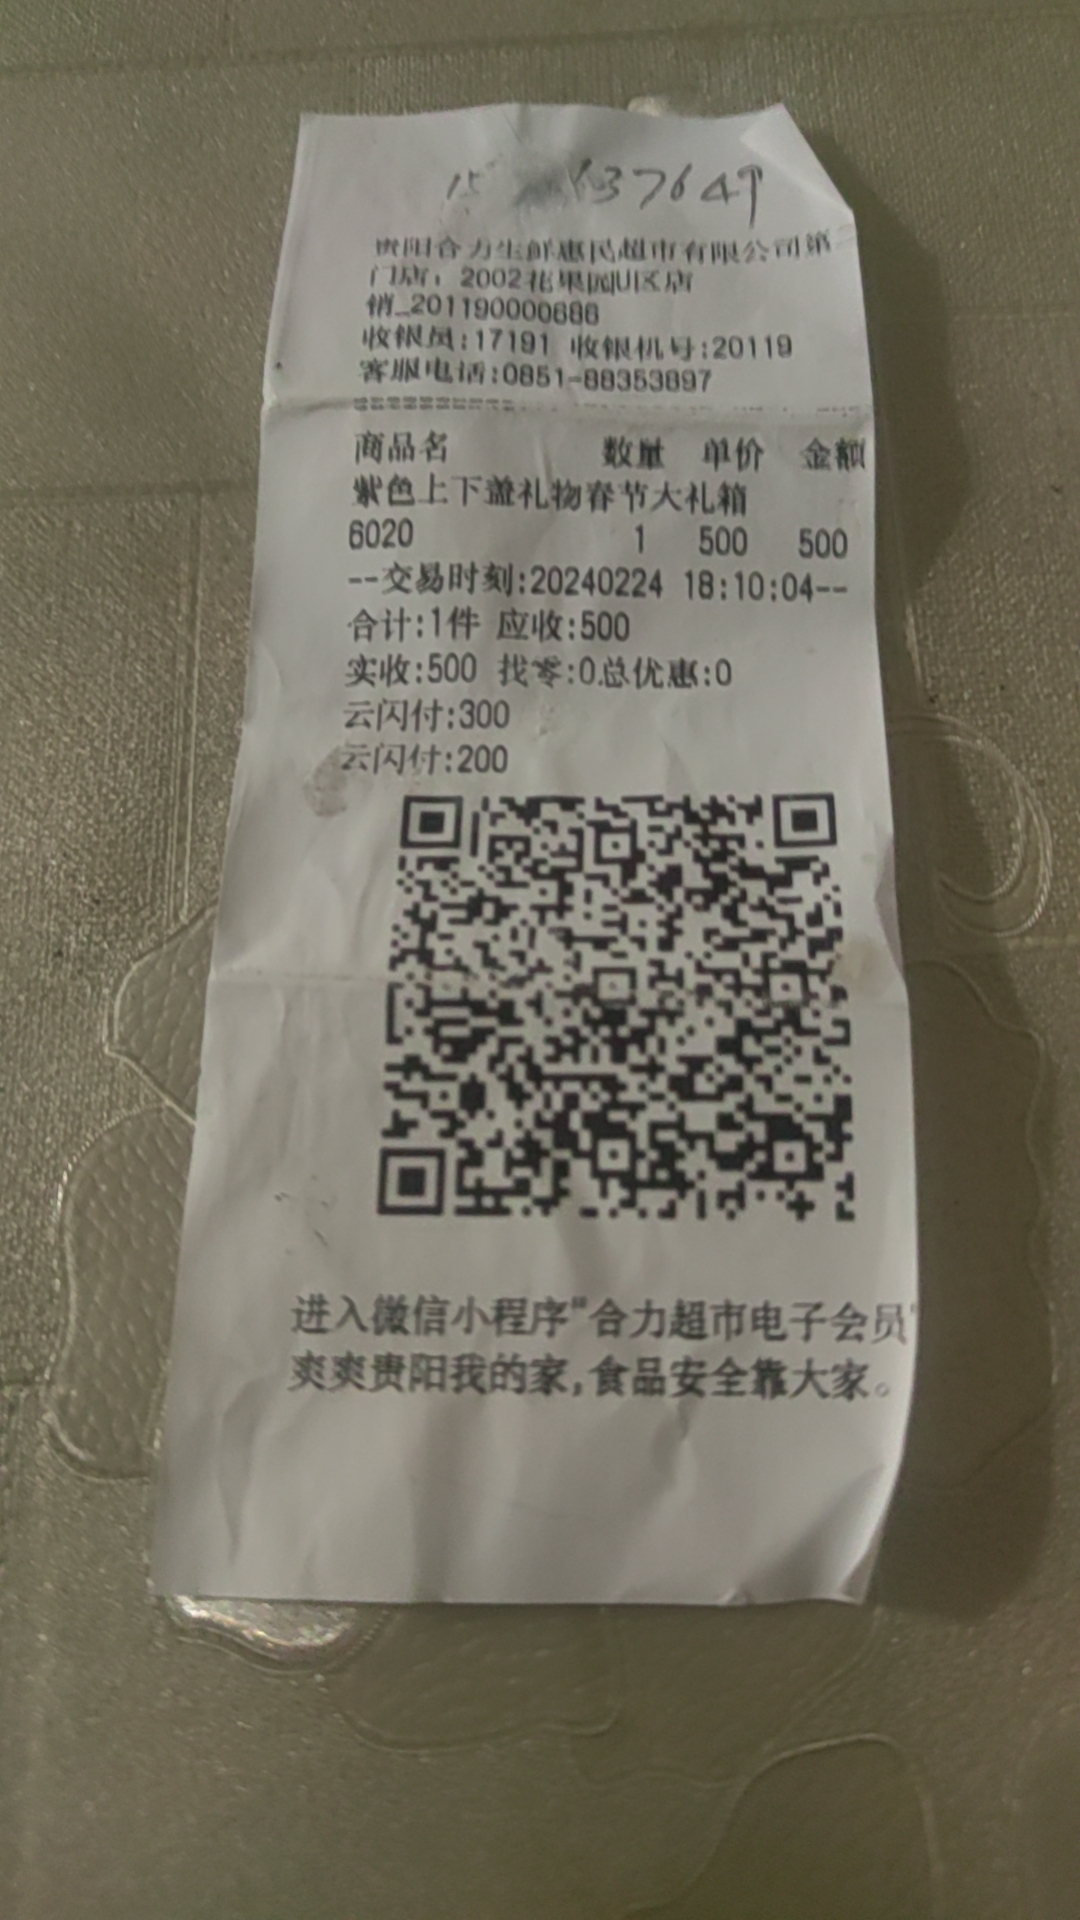 637641
贵阳合力生鲜惠民超市有限公司第
门店：2002花果园U区店
销_201190000686
收银员:17191 收银机号:20119
客服电话:0851-88353897
商品名 数量 单价 金额
紫色上下盖礼物春节大礼箱
6020 1 500 500
--交易时刻:20240224 18:10:04--
合计:1件 应收:500
实收:500 找零:0总优惠:0
云闪付:300
云闪付:200
进入微信小程序"合力超市电子会员"
爽爽贵阳我的家,食品安全靠大家。